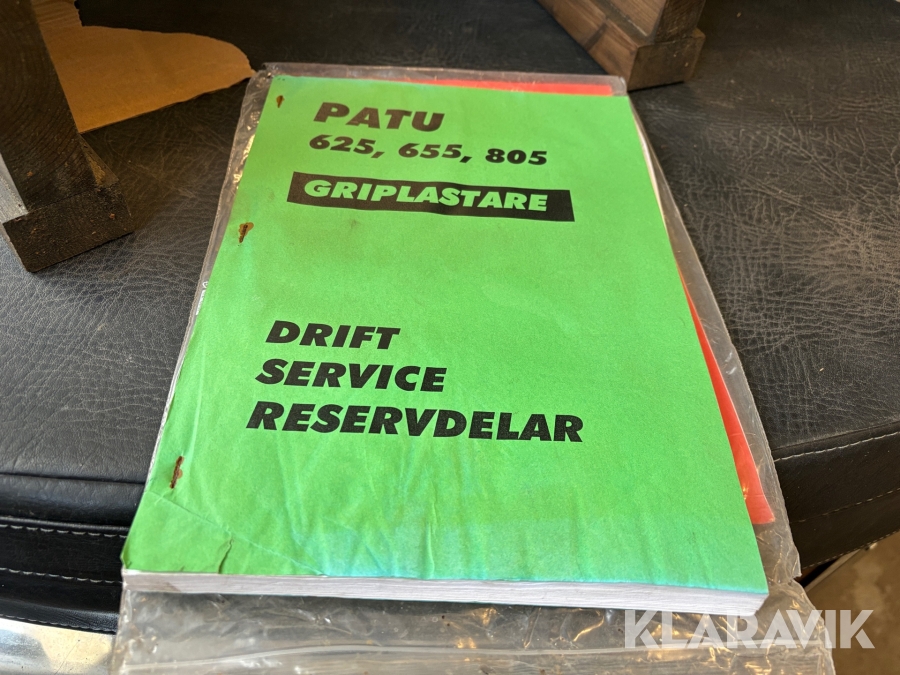 PATU
625, 655, 805
GRIPLASTARE
DRIFT
SERVICE
RESERVDELAR
KLARAVIK